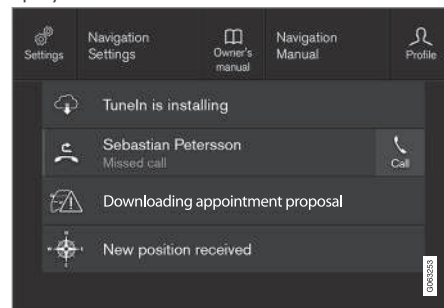 Settings
Navigation
Settings
Owner's
manual
Navigation
Manual
Profile
TuneIn is installing
Sebastian Petersson
Missed call
Call
Downloading appointment proposal
New position received
G063253